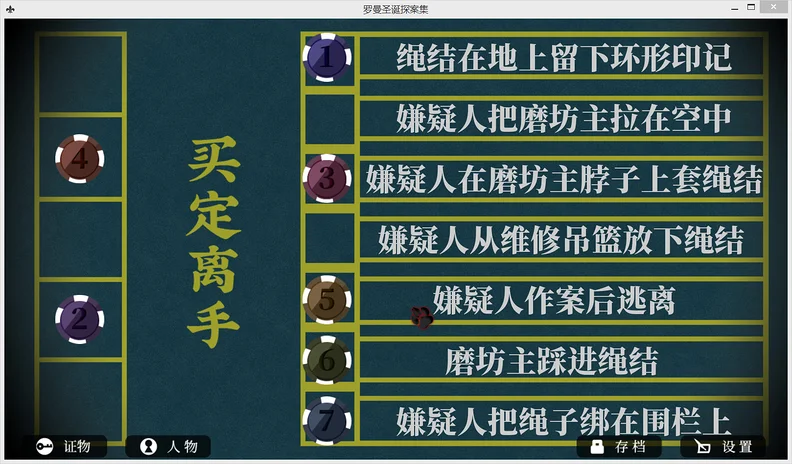 罗曼圣诞探案集
4
2
买定离手
1 绳结在地上留下环形印记
嫌疑人把磨坊主拉在空中
3 嫌疑人在磨坊主脖子上套绳结
嫌疑人从维修吊篮放下绳结
5 嫌疑人作案后逃离
6 磨坊主踩进绳结
7 嫌疑人把绳子绑在围栏上
证物
人物
存档
设置